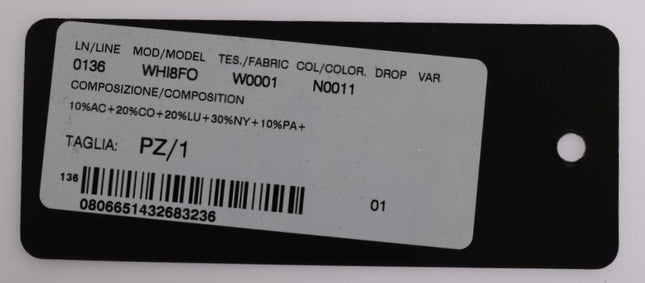 LN/LINE MOD/MODEL TES./FABRIC COL/COLOR. DROP VAR.
0136 WHI8FO W0001 N0011
COMPOSIZIONE/COMPOSITION
10%AC+20%CO+20%LU+30%NY+10%PA+
TAGLIA: PZ/1
136
01
0806651432683236